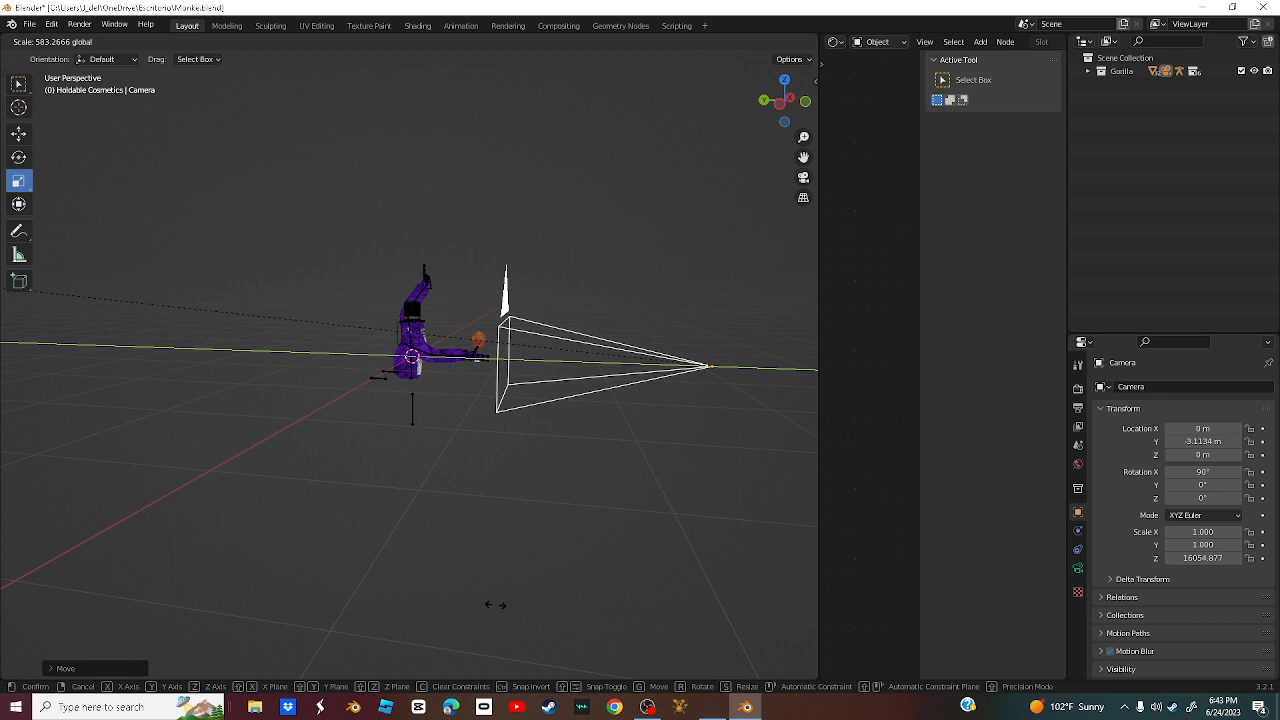 Blender* [C:\Users\U_deh\OneDrive\Escritorio\Monke.blend]
File Edit Render Window Help Layout Modeling Sculpting UV Editing Texture Paint Shading Animation Rendering Compositing Geometry Nodes Scripting + Scene ViewLayer
Scale: 583.2666 global
Object View Select Add Node Slot
Orientation: Default Drag: Select Box Options
User Perspective
(0) Holdable Cosmetics | Camera
Active Tool
Select Box
Scene Collection
Gorilla
Z
Y
X
Camera
Camera
Transform
Location X 0 m
Y -3.1134 m
Z 0 m
Rotation X 90°
Y 0°
Z 0°
Mode XYZ Euler
Scale X 1.000
Y 1.000
Z 16054.877
Delta Transform
Relations
Collections
Motion Paths
Motion Blur
Visibility
Move
Confirm Cancel X X Axis Y Y Axis Z Z Axis X X Plane Y Y Plane Z Z Plane C Clear Constraints Snap Invert Snap Toggle G Move R Rotate S Resize Automatic Constraint Automatic Constraint Plane Precision Mode 3.2.1
Type here to search
102°F Sunny
6:43 PM
6/24/2023